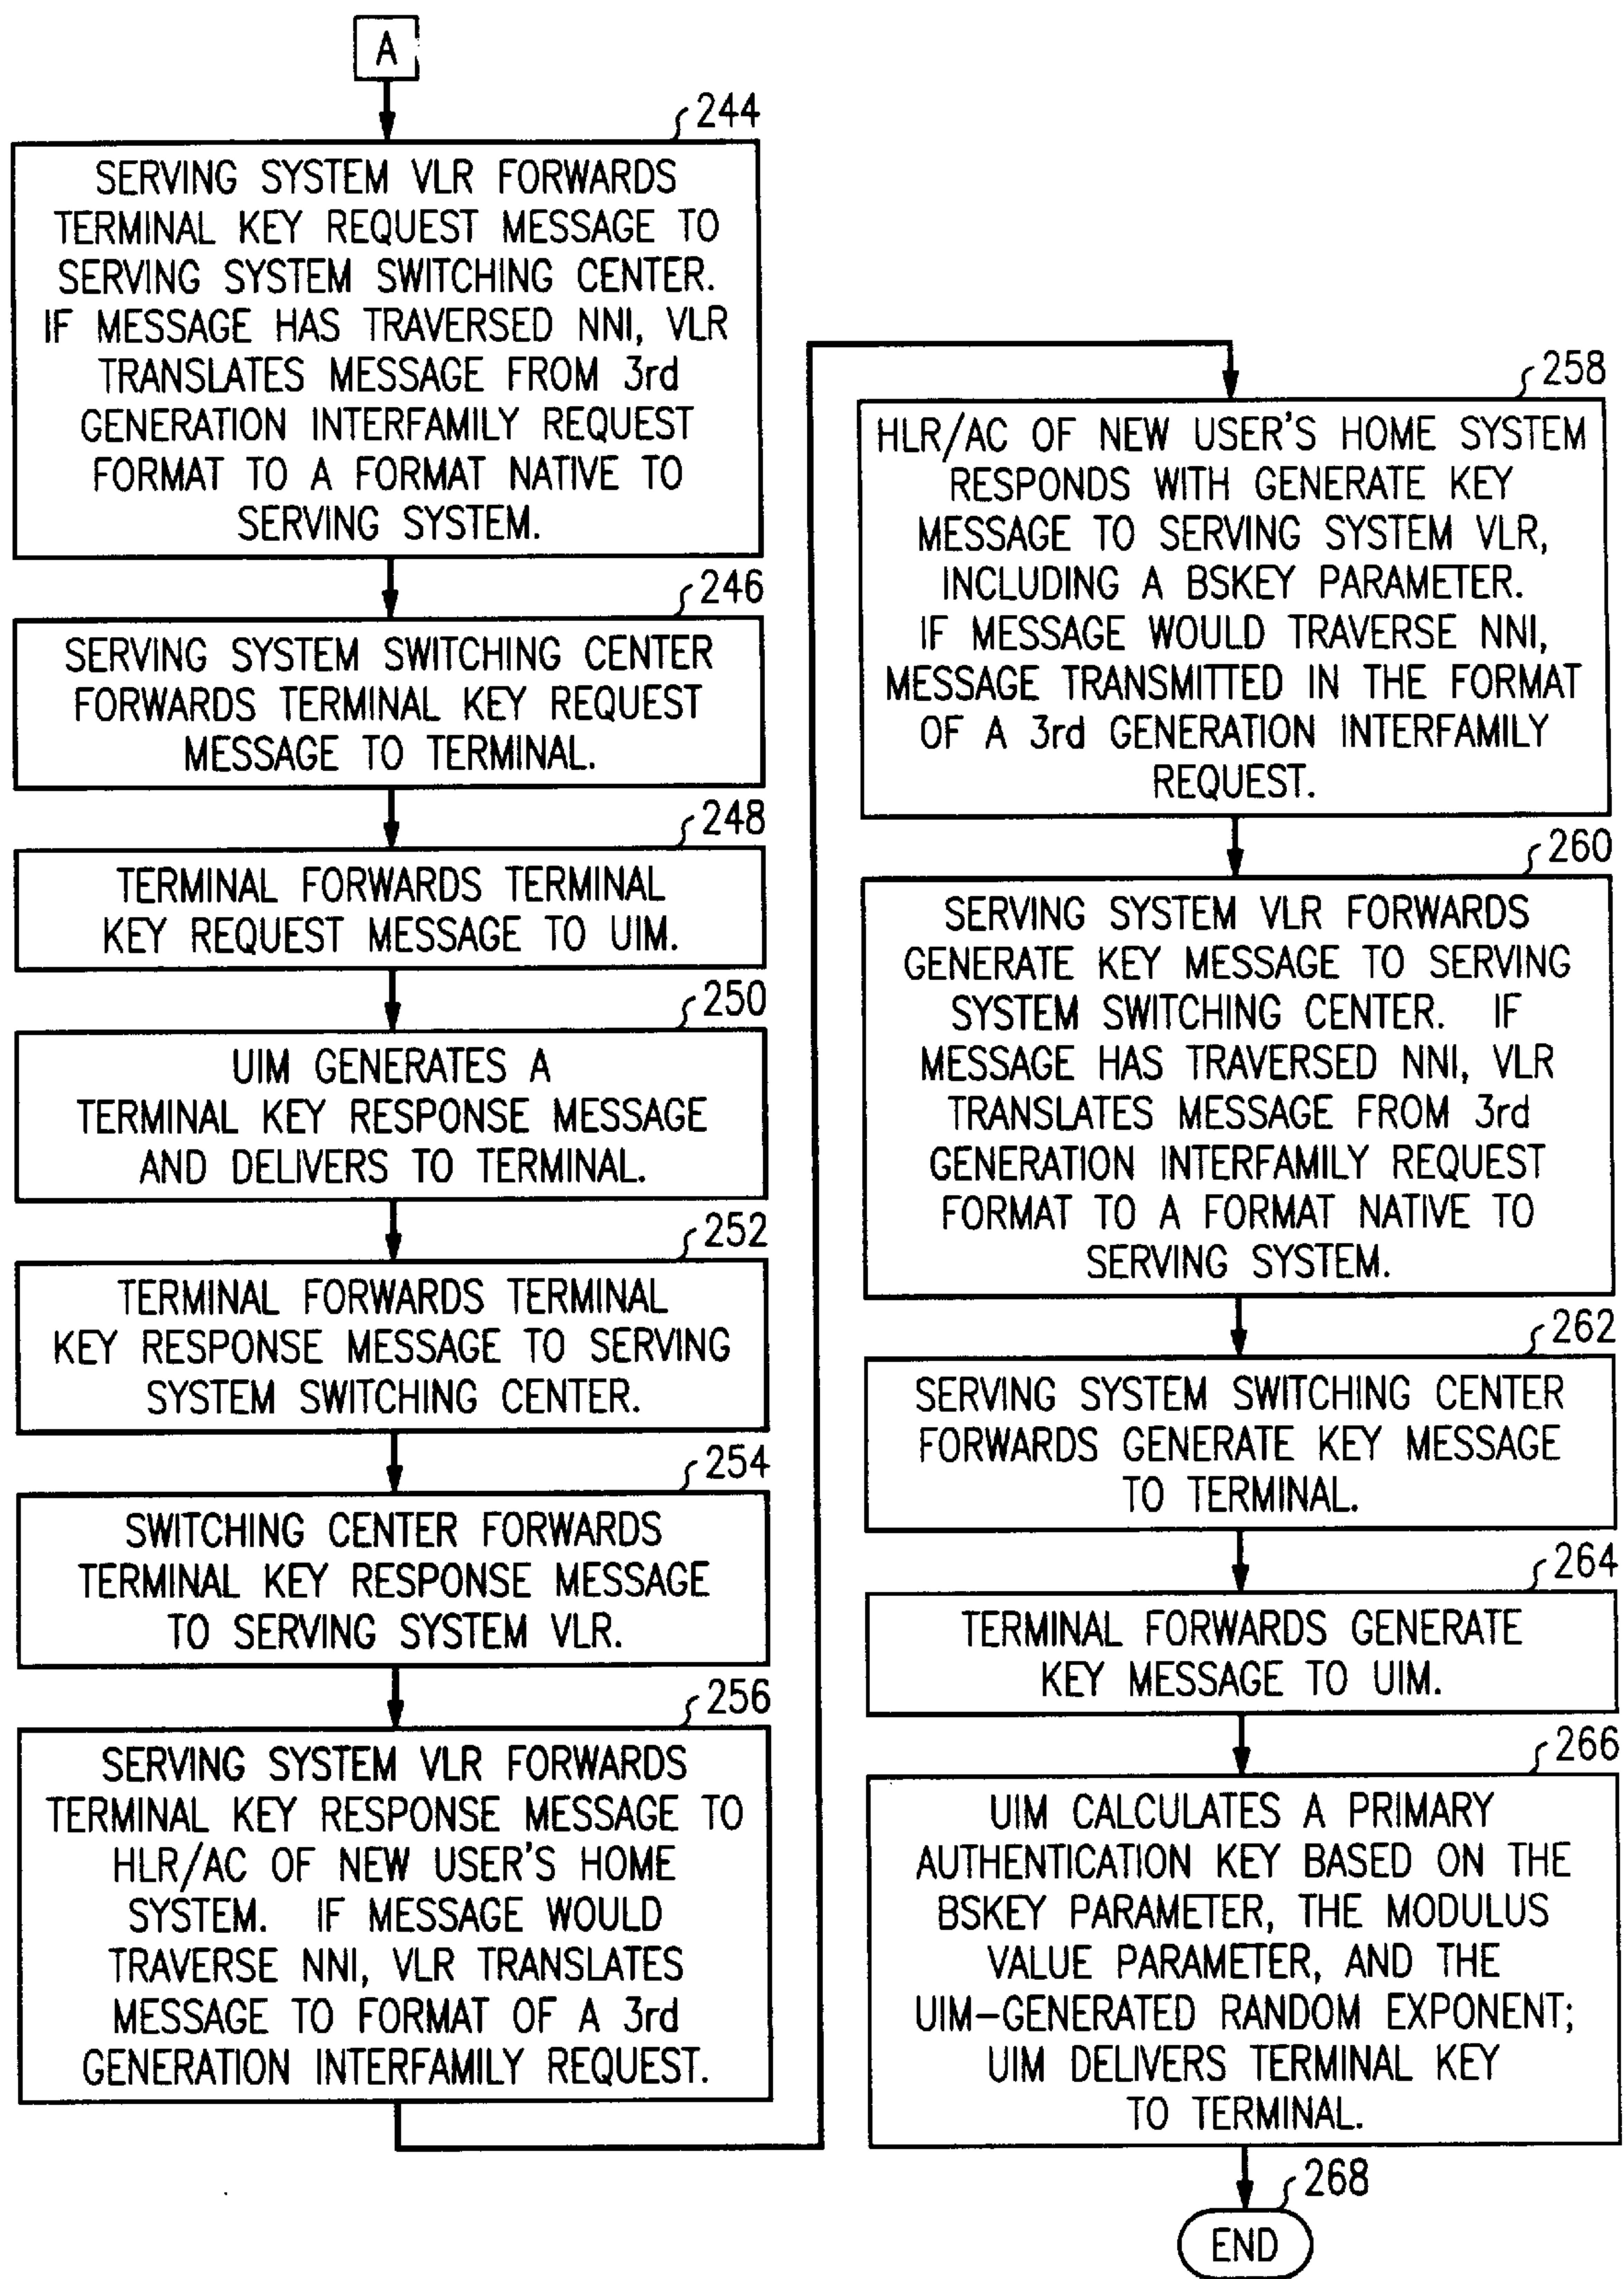 A
244
SERVING SYSTEM VLR FORWARDS
TERMINAL KEY REQUEST MESSAGE TO
SERVING SYSTEM SWITCHING CENTER.
IF MESSAGE HAS TRAVERSED NNI, VLR
TRANSLATES MESSAGE FROM 3rd
GENERATION INTERFAMILY REQUEST
FORMAT TO A FORMAT NATIVE TO
SERVING SYSTEM.
246
SERVING SYSTEM SWITCHING CENTER
FORWARDS TERMINAL KEY REQUEST
MESSAGE TO TERMINAL.
248
TERMINAL FORWARDS TERMINAL
KEY REQUEST MESSAGE TO UIM.
250
UIM GENERATES A
TERMINAL KEY RESPONSE MESSAGE
AND DELIVERS TO TERMINAL.
252
TERMINAL FORWARDS TERMINAL
KEY RESPONSE MESSAGE TO SERVING
SYSTEM SWITCHING CENTER.
254
SWITCHING CENTER FORWARDS
TERMINAL KEY RESPONSE MESSAGE
TO SERVING SYSTEM VLR.
256
SERVING SYSTEM VLR FORWARDS
TERMINAL KEY RESPONSE MESSAGE TO
HLR/AC OF NEW USER'S HOME
SYSTEM. IF MESSAGE WOULD
TRAVERSE NNI, VLR TRANSLATES
MESSAGE TO FORMAT OF A 3rd
GENERATION INTERFAMILY REQUEST.
258
HLR/AC OF NEW USER'S HOME SYSTEM
RESPONDS WITH GENERATE KEY
MESSAGE TO SERVING SYSTEM VLR,
INCLUDING A BSKEY PARAMETER.
IF MESSAGE WOULD TRAVERSE NNI,
MESSAGE TRANSMITTED IN THE FORMAT
OF A 3rd GENERATION INTERFAMILY
REQUEST.
260
SERVING SYSTEM VLR FORWARDS
GENERATE KEY MESSAGE TO SERVING
SYSTEM SWITCHING CENTER. IF
MESSAGE HAS TRAVERSED NNI, VLR
TRANSLATES MESSAGE FROM 3rd
GENERATION INTERFAMILY REQUEST
FORMAT TO A FORMAT NATIVE TO
SERVING SYSTEM.
262
SERVING SYSTEM SWITCHING CENTER
FORWARDS GENERATE KEY MESSAGE
TO TERMINAL.
264
TERMINAL FORWARDS GENERATE
KEY MESSAGE TO UIM.
266
UIM CALCULATES A PRIMARY
AUTHENTICATION KEY BASED ON THE
BSKEY PARAMETER, THE MODULUS
VALUE PARAMETER, AND THE
UIM-GENERATED RANDOM EXPONENT;
UIM DELIVERS TERMINAL KEY
TO TERMINAL.
268
END